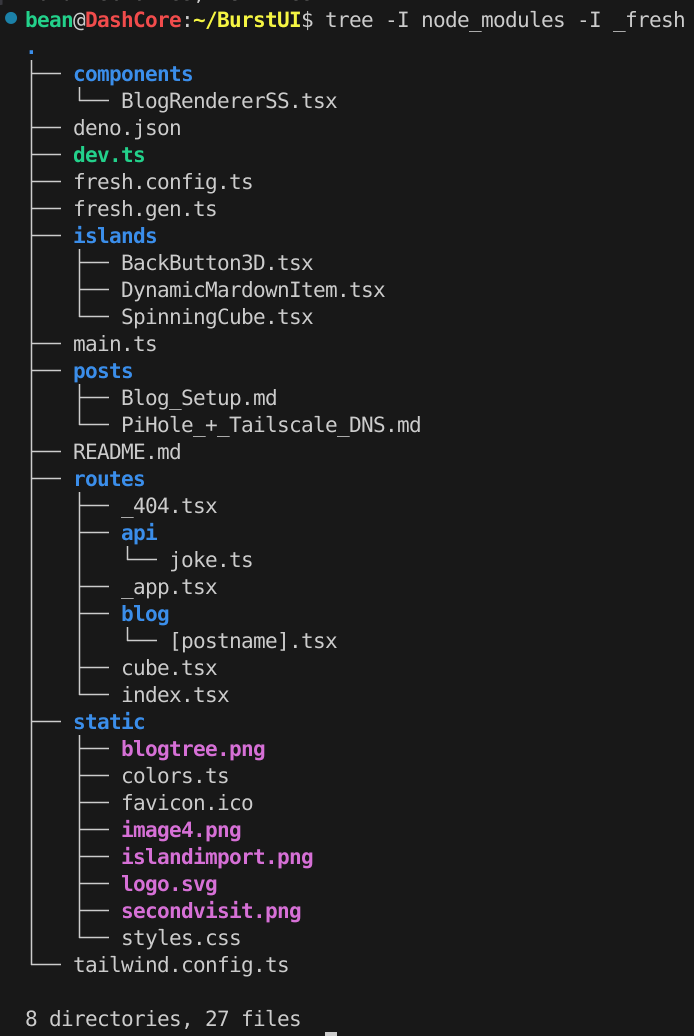 bean@DashCore:~/BurstUI$ tree -I node_modules -I _fresh
.
├── components
│   └── BlogRendererSS.tsx
├── deno.json
├── dev.ts
├── fresh.config.ts
├── fresh.gen.ts
├── islands
│   ├── BackButton3D.tsx
│   ├── DynamicMardownItem.tsx
│   └── SpinningCube.tsx
├── main.ts
├── posts
│   ├── Blog_Setup.md
│   └── PiHole_+_Tailscale_DNS.md
├── README.md
├── routes
│   ├── _404.tsx
│   ├── api
│   │   └── joke.ts
│   ├── _app.tsx
│   ├── blog
│   │   └── [postname].tsx
│   ├── cube.tsx
│   └── index.tsx
├── static
│   ├── blogtree.png
│   ├── colors.ts
│   ├── favicon.ico
│   ├── image4.png
│   ├── islandimport.png
│   ├── logo.svg
│   ├── secondvisit.png
│   └── styles.css
└── tailwind.config.ts
8 directories, 27 files